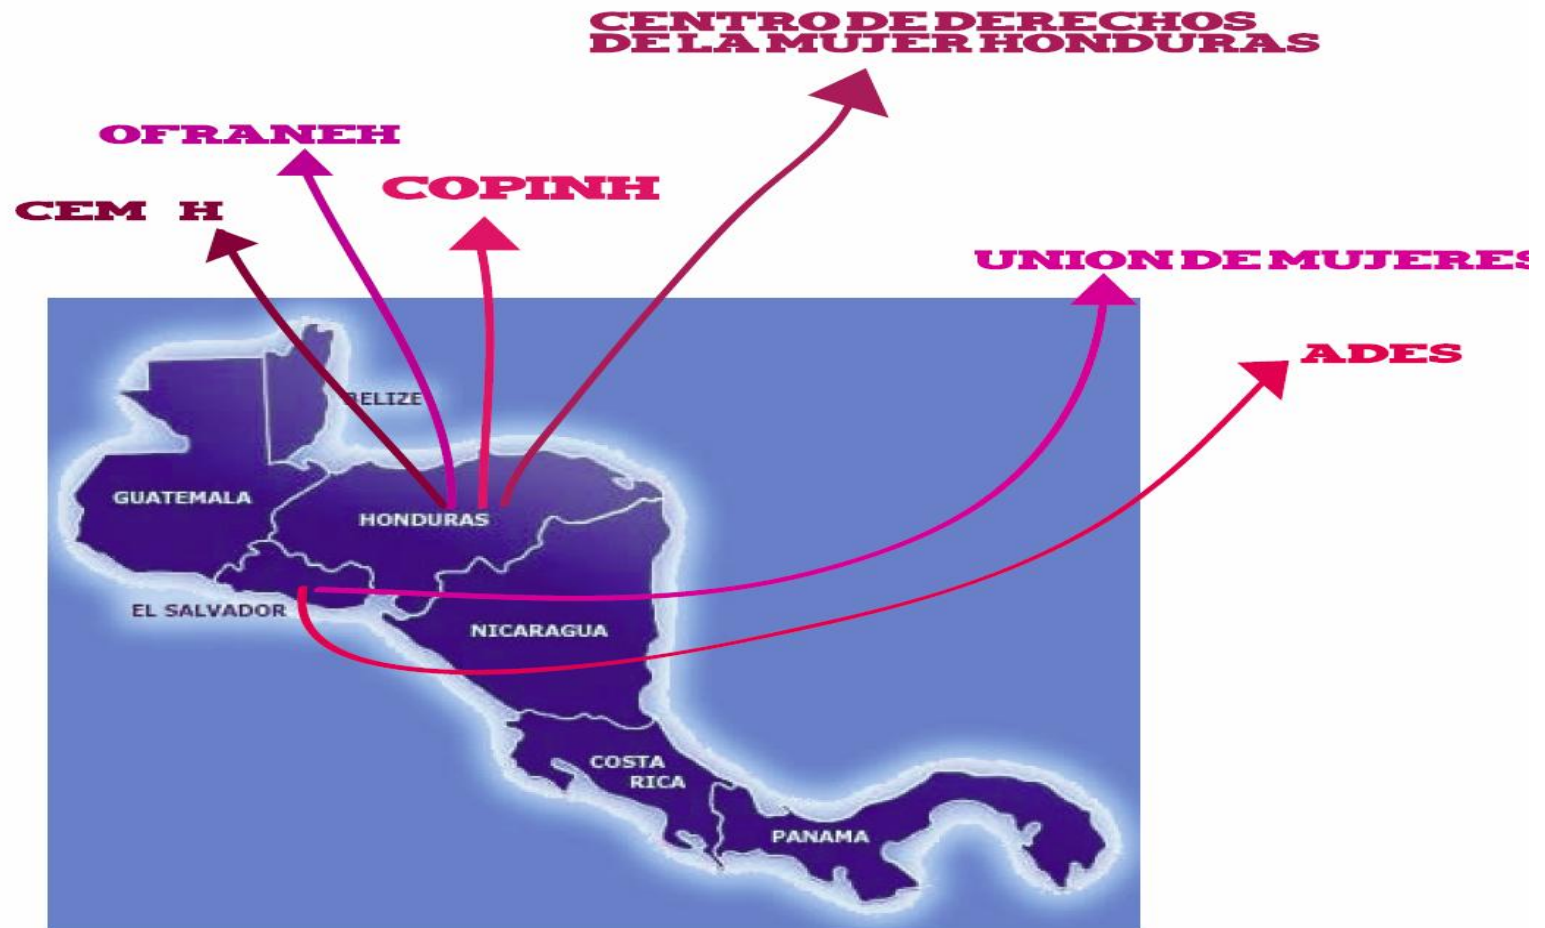 CENTRO DE DERECHOS
DE LA MUJER HONDURAS
OFRANEH
COPINH
CEM H
UNION DE MUJERES
ADES
BELIZE
GUATEMALA
HONDURAS
EL SALVADOR
NICARAGUA
COSTA
RICA
PANAMA